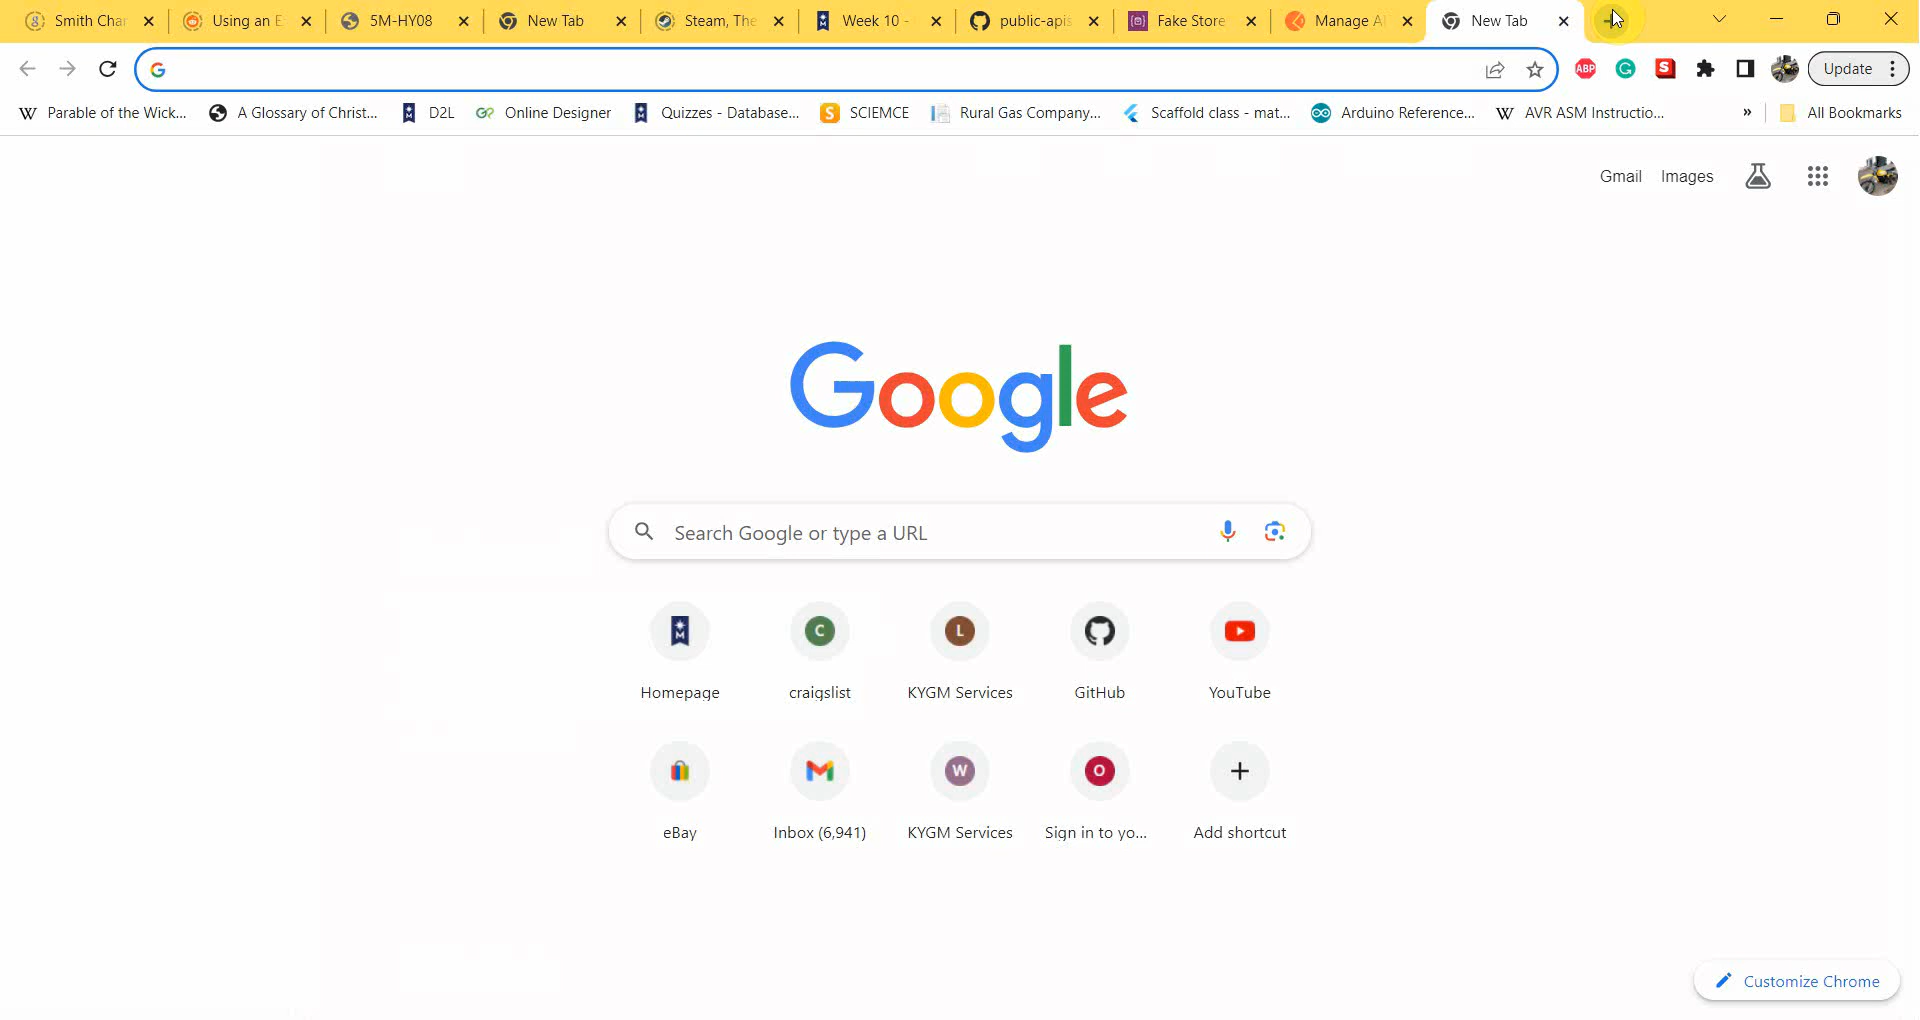 Smith Char Using an E 5M-HY08 New Tab Steam, The Week 10 - public-apis Fake Store Manage A New Tab
ABP S Update
W Parable of the Wick... A Glossary of Christ... D2L Online Designer Quizzes - Database... S SCIEMCE Rural Gas Company,... Scaffold class - mat... Arduino Reference... W AVR ASM Instructio... » All Bookmarks
Gmail Images
Google
Search Google or type a URL
C L
Homepage craigslist KYGM Services GitHub YouTube
W O
eBay Inbox (6,941) KYGM Services Sign in to yo... Add shortcut
Customize Chrome